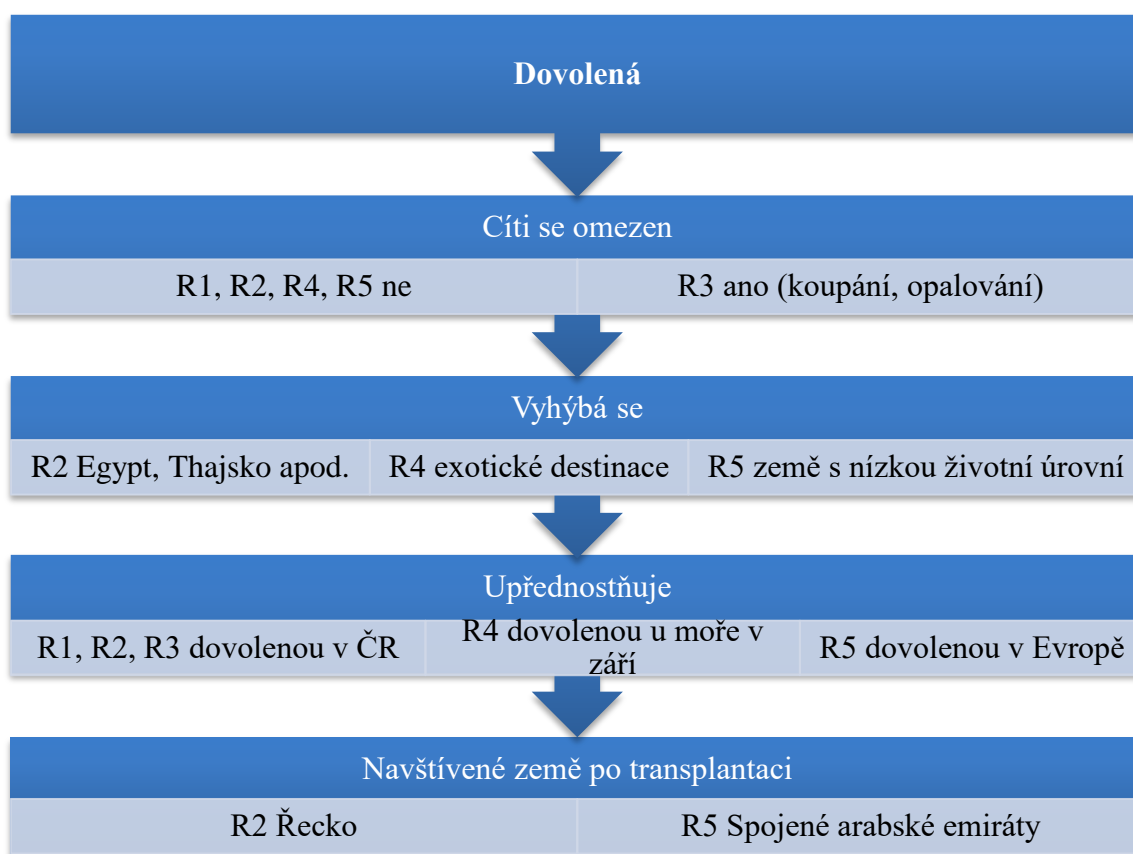 Dovolená
Cíti se omezen
R1, R2, R4, R5 ne
R3 ano (koupání, opalování)
Vyhýbá se
R2 Egypt, Thajsko apod.
R4 exotické destinace
R5 země s nízkou životní úrovní
Upřednostňuje
R1, R2, R3 dovolenou v ČR
R4 dovolenou u moře v
září
R5 dovolenou v Evropě
Navštívené země po transplantaci
R2 Řecko
R5 Spojené arabské emiráty